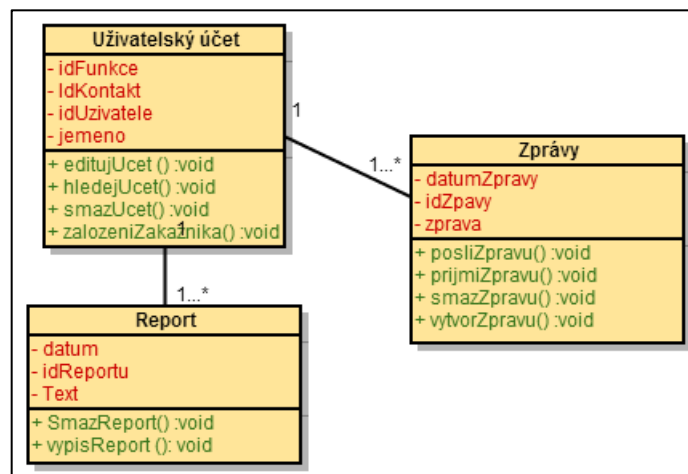 Uživatelský účet
- idFunkce
- IdKontakt
- idUzivatele
- jemeno
+ editujUcet () :void
+ hledejUcet() :void
+ smazUcet() :void
+ zalozeniZakaznika() :void
1
1...*
Zprávy
- datumZpravy
- idZpavy
- zprava
+ posliZpravu() :void
+ prijmiZpravu() :void
+ smazZpravu() :void
+ vytvorZpravu() :void
1
1...*
Report
- datum
- idReportu
- Text
+ SmazReport() :void
+ vypisReport (): void